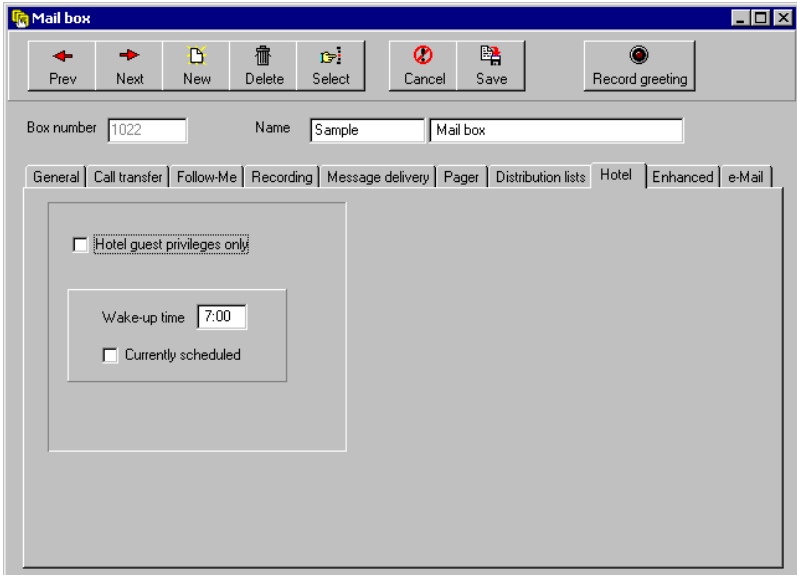 Mail box
Prev Next New Delete Select Cancel Save Record greeting
Box number 1022 Name Sample Mail box
General Call transfer Follow-Me Recording Message delivery Pager Distribution lists Hotel Enhanced e-Mail
Hotel guest privileges only
Wake-up time 7:00
Currently scheduled